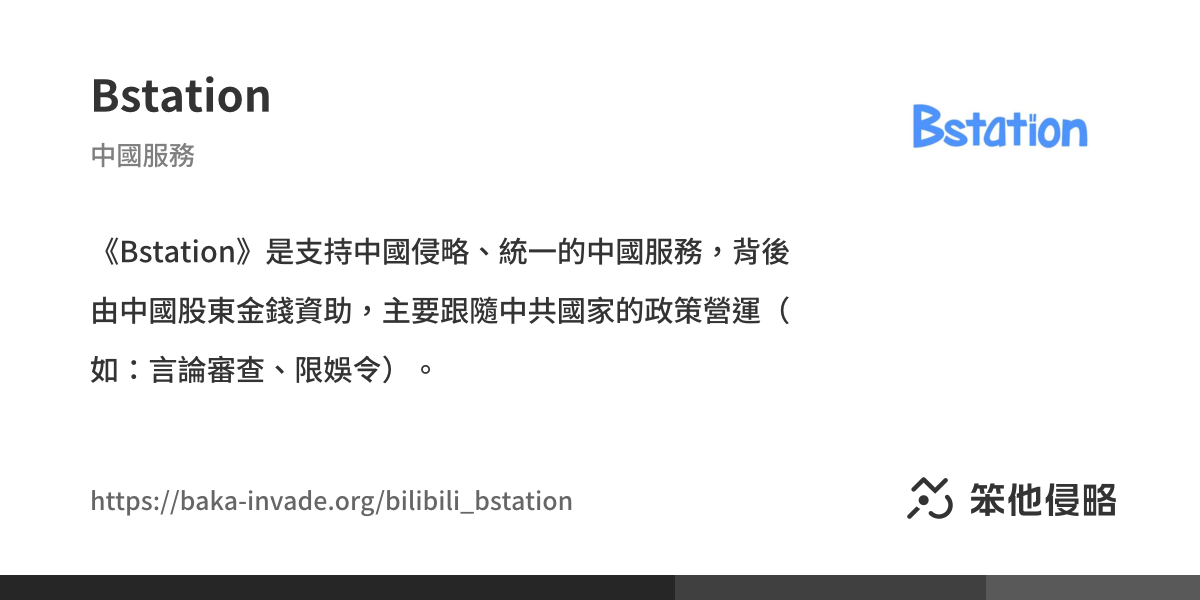 Bstation
中國服務
Bstation
《Bstation》是支持中國侵略、統一的中國服務，背後
由中國股東金錢資助，主要跟隨中共國家的政策營運（
如：言論審查、限娛令）。
https://baka-invade.org/bilibili_bstation
笨他侵略